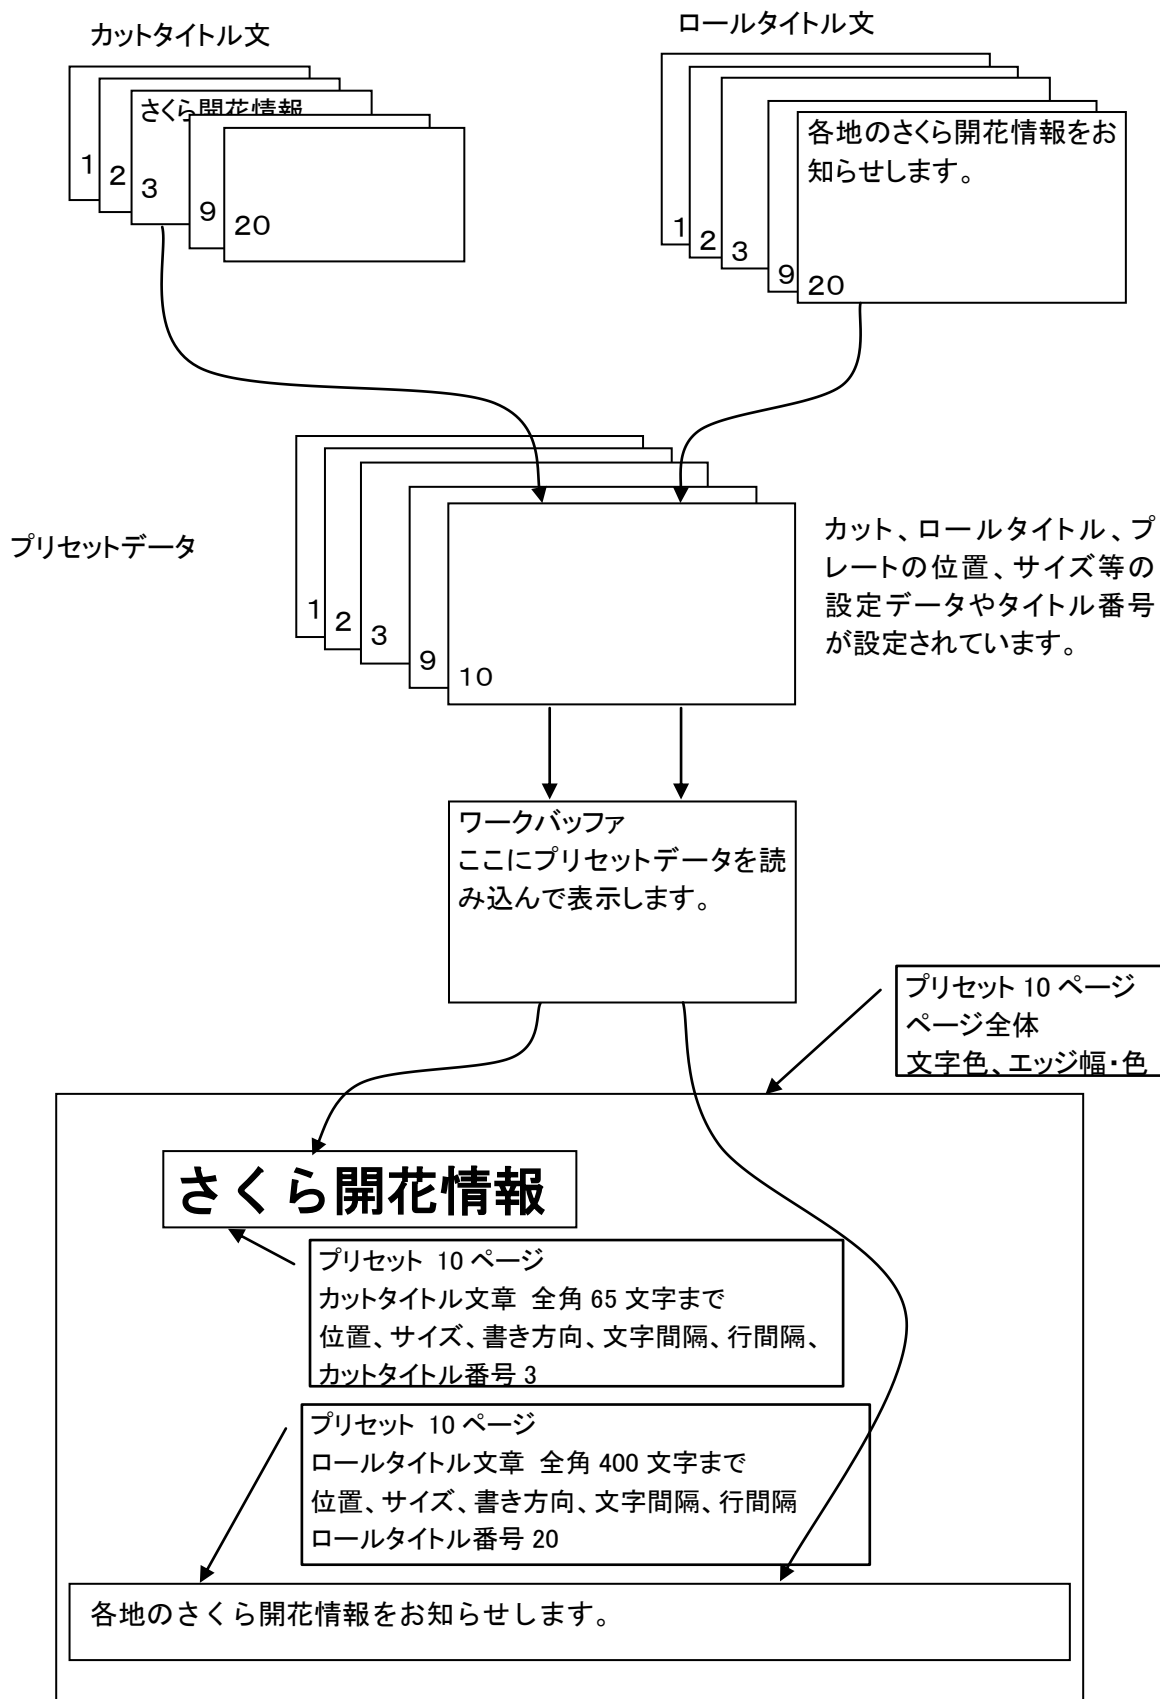 カットタイトル文
ロールタイトル文
さくら開花情報
1
2
3
9
20
各地のさくら開花情報をお
知らせします。
1
2
3
9
20
プリセットデータ
1
2
3
9
10
カット、ロールタイトル、プ
レートの位置、サイズ等の
設定データやタイトル番号
が設定されています。
ワークバッファ
ここにプリセットデータを読
み込んで表示します。
プリセット 10 ページ
ページ全体
文字色、エッジ幅・色
さくら開花情報
プリセット 10 ページ
カットタイトル文章 全角 65 文字まで
位置、サイズ、書き方向、文字間隔、行間隔、
カットタイトル番号 3
プリセット 10 ページ
ロールタイトル文章 全角 400 文字まで
位置、サイズ、書き方向、文字間隔、行間隔
ロールタイトル番号 20
各地のさくら開花情報をお知らせします。